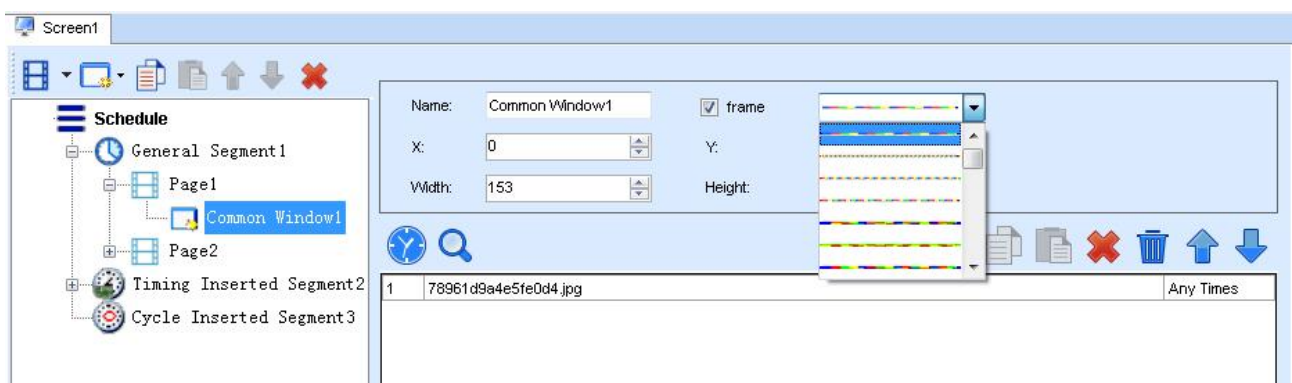 Screen1
Schedule
General Segment1
Page1
Common Window1
Page2
Timing Inserted Segment2
Cycle Inserted Segment3
Name: Common Window1 frame
X: 0 Y:
Width: 153 Height:
1 78961d9a4e5fe0d4.jpg Any Times